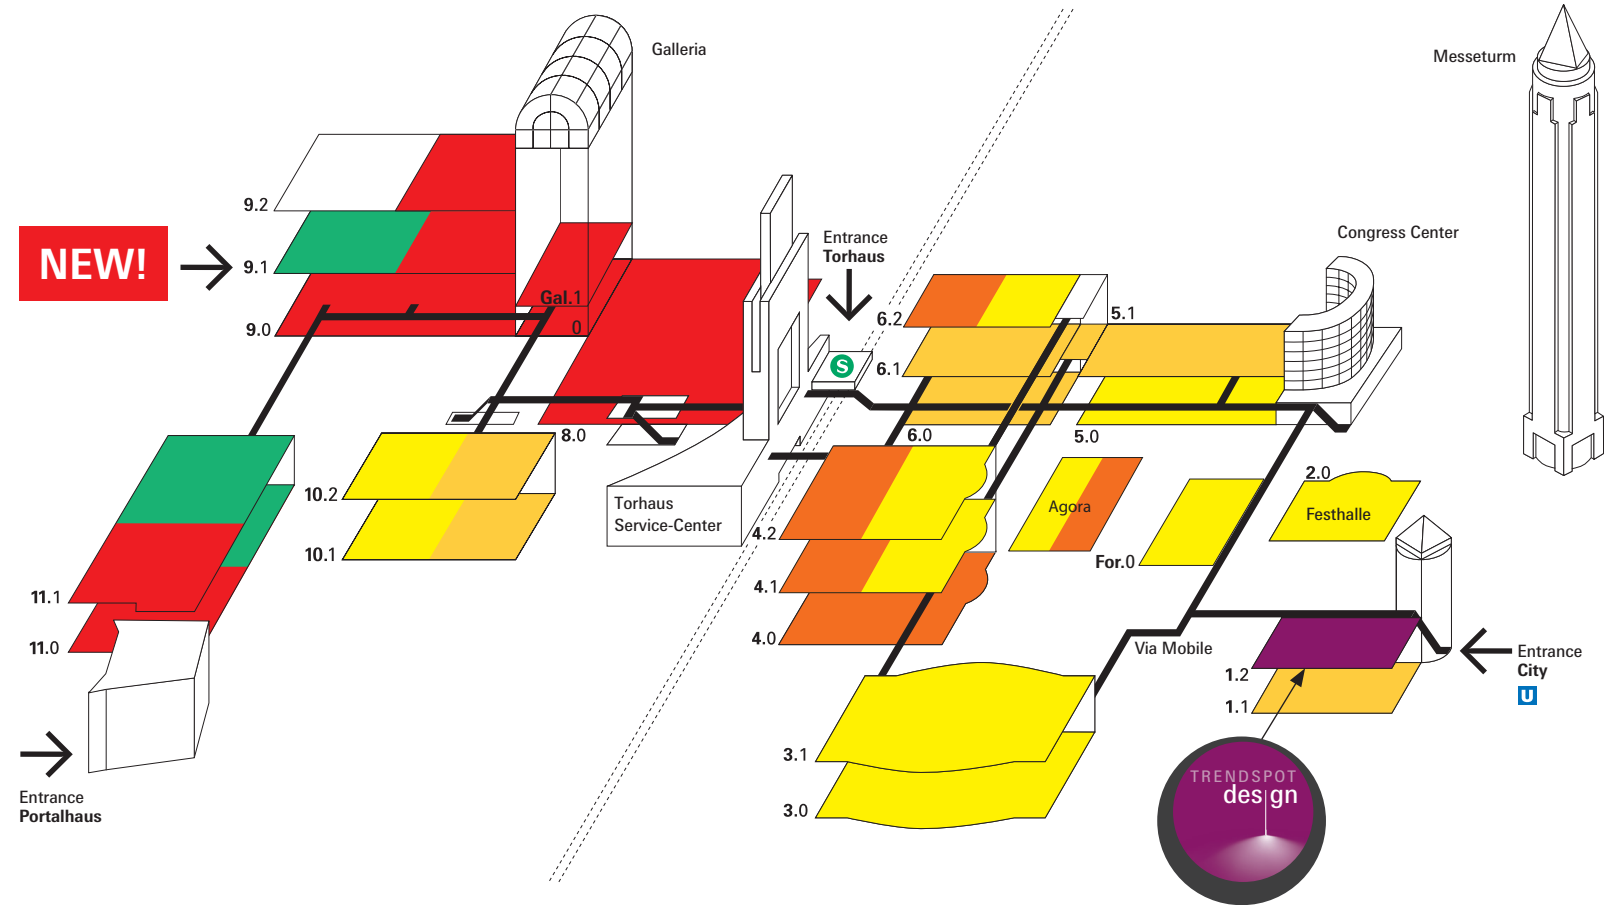 Galleria
Messeturm
9.2
NEW!
9.1
Gal.1
9.0
0
Entrance
Torhaus
Congress Center
6.2
5.1
S
6.1
8.0
6.0
5.0
10.2
10.1
Torhaus
Service-Center
4
4.2
4.1
4.0
Agora
For.0
2.0
Festhalle
11.1
11.0
Via Mobile
1.2
1.1
Entrance
City
U
3.1
3.0
Entrance
Portalhaus
TRENDSPOT
design